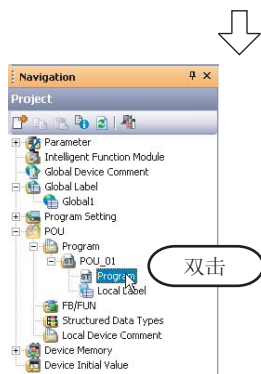 Navigation
Project
Parameter
Intelligent Function Module
Global Device Comment
Global Label
Global1
Program Setting
POU
Program
POU_01
Program
双击
Local Label
FB/FUN
Structured Data Types
Local Device Comment
Device Memory
Device Initial Value